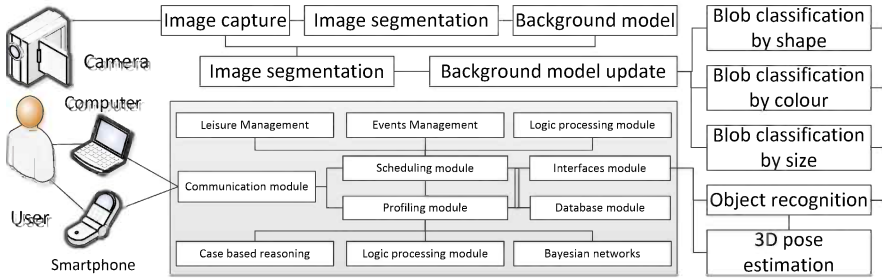 Image capture
Image segmentation
Background model
Blob classification
by shape
Camera
Image segmentation
Background model update
Blob classification
by colour
Computer
Leisure Management
Events Management
Logic processing module
Blob classification
by size
Scheduling module
Interfaces module
Communication module
User
Profiling module
Database module
Object recognition
Smartphone
Case based reasoning
Logic processing module
Bayesian networks
3D pose
estimation